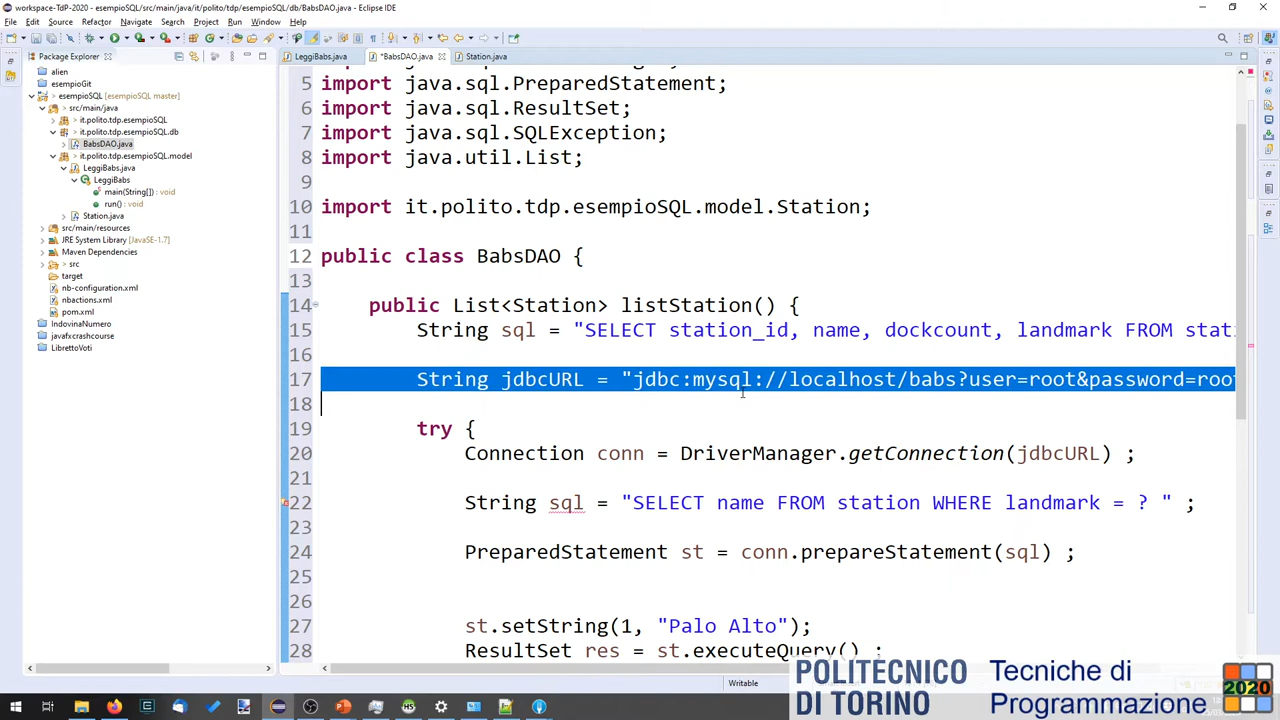 workspace-TdP-2020 - esempioSQL/src/main/java/it/polito/tdp/esempioSQL/db/BabsDAO.java - Eclipse IDE
File Edit Source Refactor Navigate Search Project Run Window Help
Package Explorer
LeggiBabs.java *BabsDAO.java Station.java
alien
esempioGit
esempioSQL [esempioSQL master]
src/main/java
it.polito.tdp.esempioSQL
it.polito.tdp.esempioSQL.db
BabsDAO.java
it.polito.tdp.esempioSQL.model
LeggiBabs.java
LeggiBabs
main(String[]) : void
run() : void
Station.java
src/main/resources
JRE System Library [JavaSE-1.7]
Maven Dependencies
src
target
nb-configuration.xml
nbactions.xml
pom.xml
IndovinaNumero
javafxcrashcourse
LibrettoVoti
5 import java.sql.PreparedStatement;
6 import java.sql.ResultSet;
7 import java.sql.SQLException;
8 import java.util.List;
9
10 import it.polito.tdp.esempioSQL.model.Station;
11
12 public class BabsDAO {
13
14 public List<Station> listStation() {
15 String sql = "SELECT station_id, name, dockcount, landmark FROM stat
16
17 String jdbcURL = "jdbc:mysql://localhost/babs?user=root&password=root
18
19 try {
20 Connection conn = DriverManager.getConnection(jdbcURL) ;
21
22 String sql = "SELECT name FROM station WHERE landmark = ? " ;
23
24 PreparedStatement st = conn.prepareStatement(sql) ;
25
26
27 st.setString(1, "Palo Alto");
28 ResultSet res = st.executeQuery() ;
Writable
POLITECNICO
DI TORINO
Tecniche di
Programmazione
2020